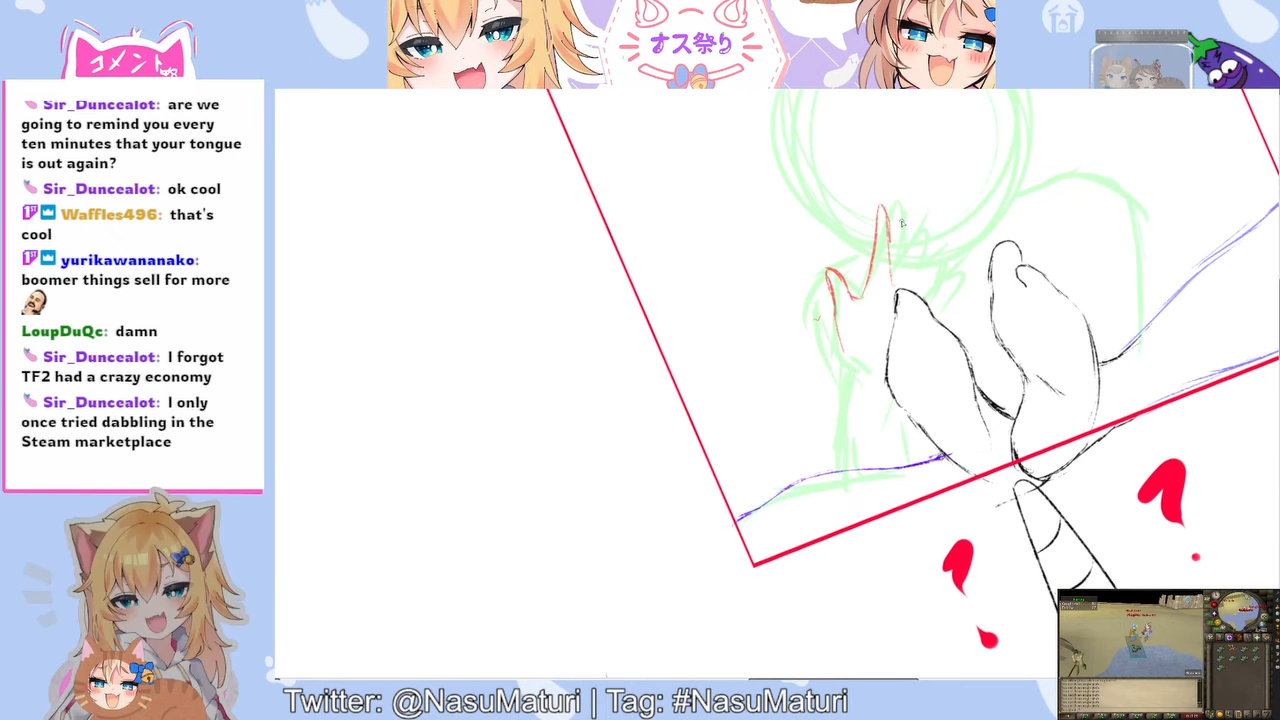 コメント
オス祭り
Sir_Duncealot: are we
going to remind you every
ten minutes that your tongue
is out again?
Sir_Duncealot: ok cool
Waffles496: that's
cool
yurikawananako:
boomer things sell for more
LoupDuQc: damn
Sir_Duncealot: I forgot
TF2 had a crazy economy
Sir_Duncealot: I only
once tried dabbling in the
Steam marketplace
Twitter: @NasuMaturi | Tag: #NasuMaturi